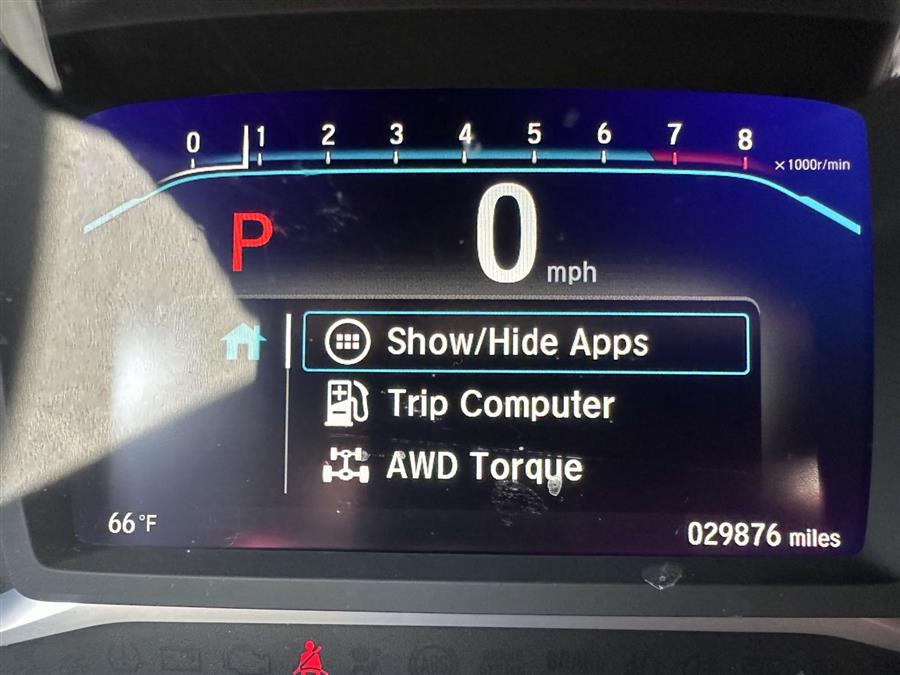 0 1 2 3 4 5 6 7 8
×1000r/min
P 0 mph
Show/Hide Apps
Trip Computer
AWD Torque
66°F 029876 miles
(ABS)